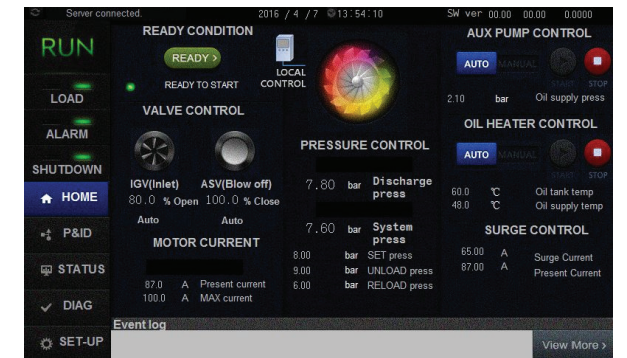 Server connected.
2016 / 4 / 7 13:54:10
SW ver 00.00 00.00 0.0000
RUN
LOAD
ALARM
SHUTDOWN
HOME
P&ID
STATUS
DIAG
SET-UP
READY CONDITION
READY >
READY TO START
LOCAL
CONTROL
VALVE CONTROL
IGV(Inlet) ASV(Blow off)
80.0 % Open 100.0 % Close
Auto Auto
MOTOR CURRENT
87.0 A Present current
100.0 A MAX current
PRESSURE CONTROL
7.80 bar Discharge
press
7.60 bar System
press
8.00 bar SET press
9.00 bar UNLOAD press
6.00 bar RELOAD press
AUX PUMP CONTROL
AUTO MANUAL
START STOP
2.10 bar Oil supply press
OIL HEATER CONTROL
AUTO MANUAL
START STOP
60.0 ℃ Oil tank temp
48.0 ℃ Oil supply temp
SURGE CONTROL
65.00 A Surge Current
87.00 A Present Current
Event log
View More >